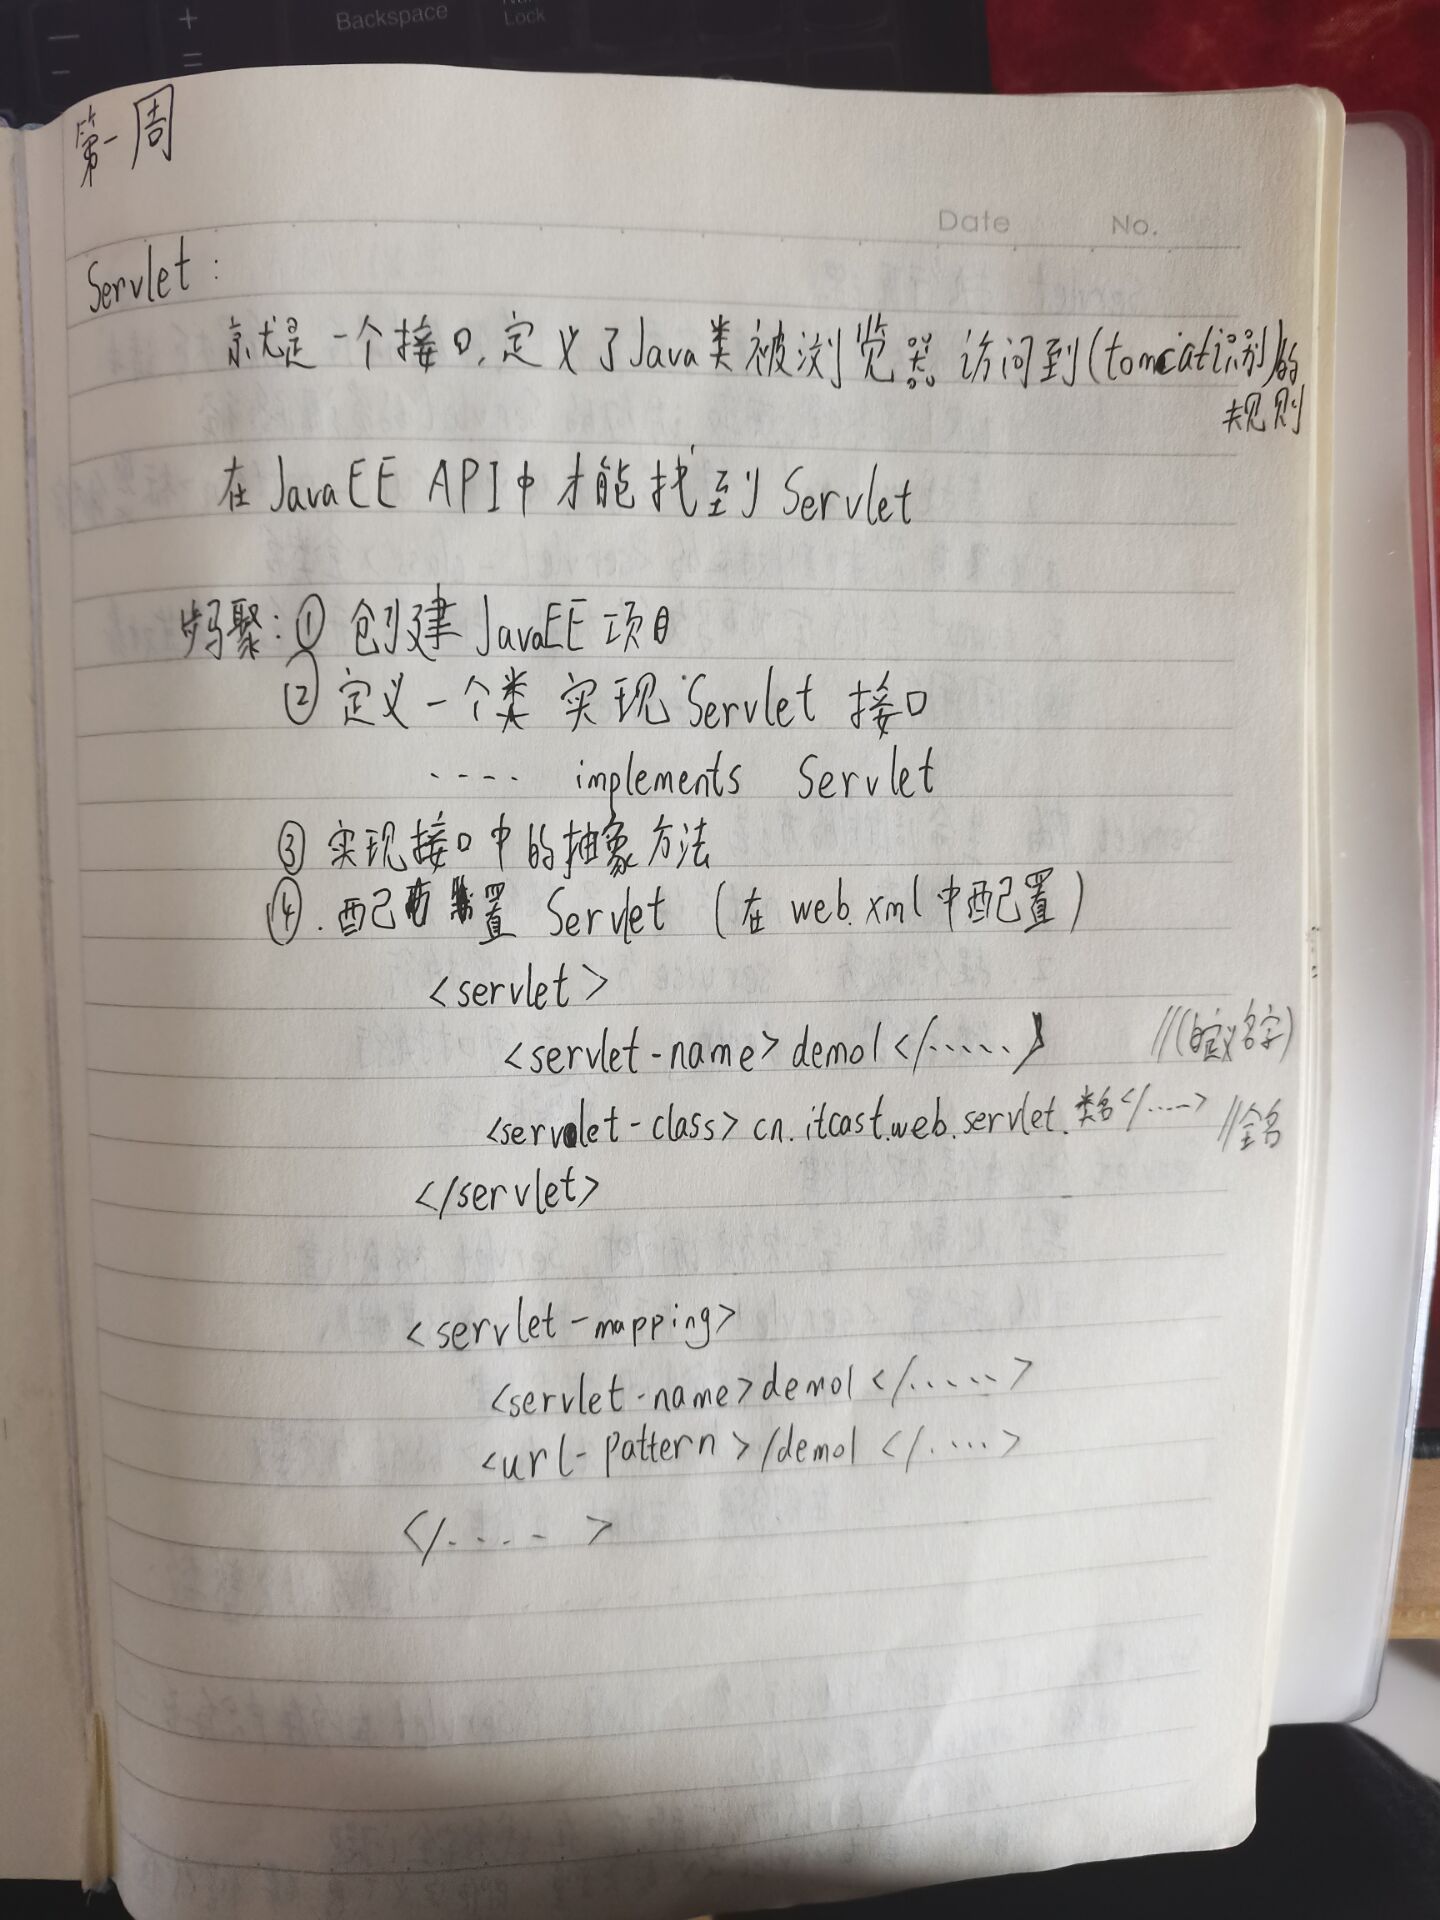 Backspace
Lock
第一周
Date No.
Servlet:
就是一个接口,定义了Java类被浏览器访问到(tomcat识别)的
规则
在JavaEE API中才能找到Servlet
步骤:① 创建JavaEE项目
② 定义一个类 实现Servlet 接口
.... implements Servlet
③ 实现接口中的抽象方法
④.配置 Servlet (在web.xml中配置)
<servlet>
<servlet-name>demo1</.....> //(自定义名字)
<servlet-class>cn.itcast.web.servlet.类名</....> //全名
</servlet>
<servlet-mapping>
<servlet-name>demo1</.....>
<url-pattern>/demo1</....>
</.....>